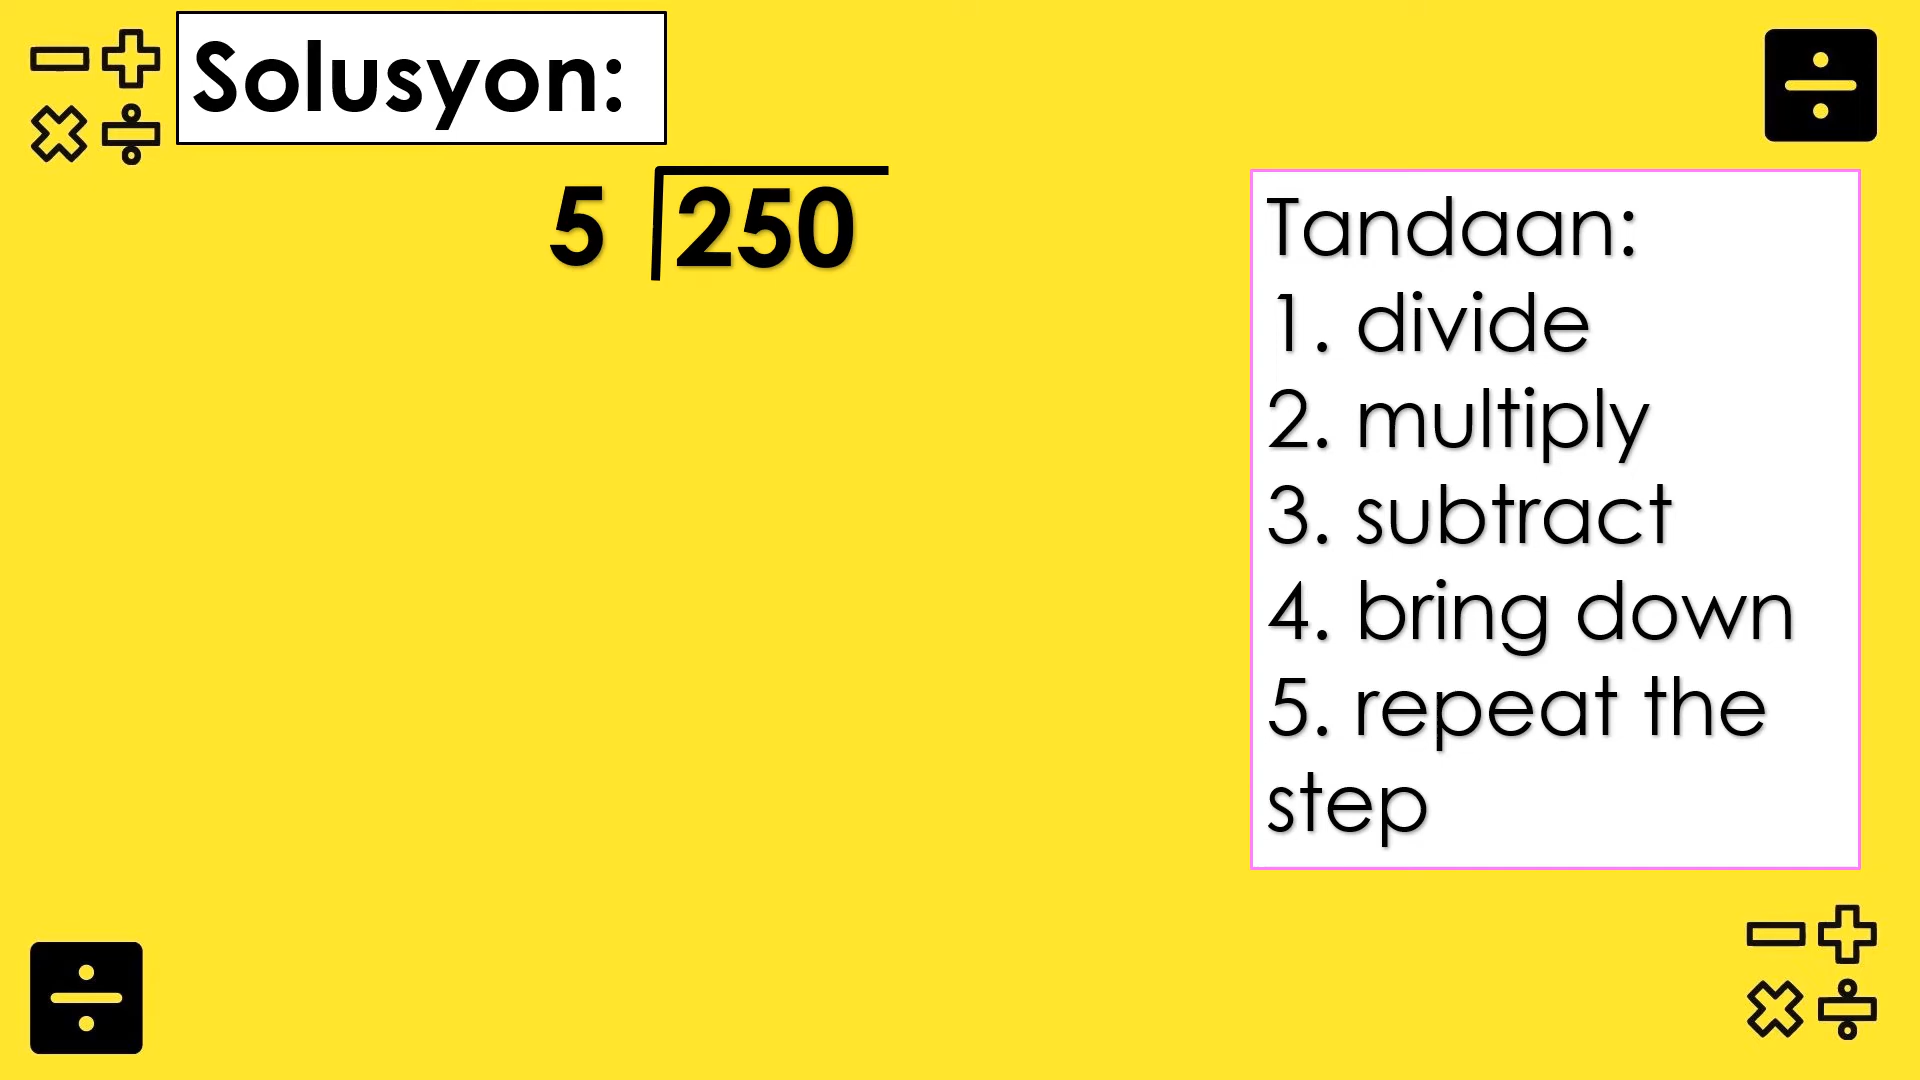 Solusyon:
5 250
Tandaan:
1. divide
2. multiply
3. subtract
4. bring down
5. repeat the
step